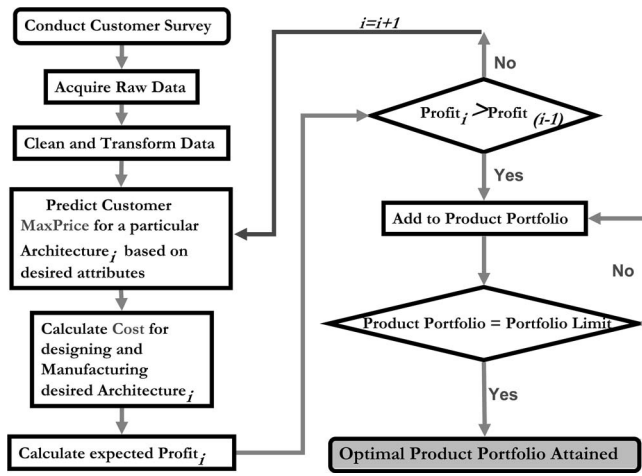 Conduct Customer Survey
Acquire Raw Data
Clean and Transform Data
Predict Customer
MaxPrice for a particular
Architecture i based on
desired attributes
Calculate Cost for
designing and
Manufacturing
desired Architecture i
Calculate expected Profit i
i=i+1
No
Profit i >Profit (i-1)
Yes
Add to Product Portfolio
No
Product Portfolio = Portfolio Limit
Yes
Optimal Product Portfolio Attained